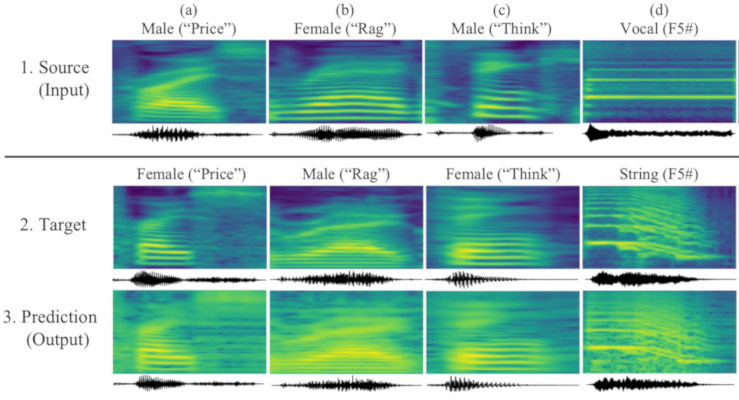 (a) (b) (c) (d)
Male (“Price”) Female (“Rag”) Male (“Think”) Vocal (F5#)
1. Source
(Input)
Female (“Price”) Male (“Rag”) Female (“Think”) String (F5#)
2. Target
3. Prediction
(Output)